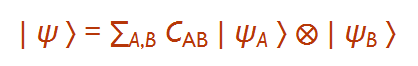 | ψ ⟩ = ∑A,B CAB | ψA ⟩ ⊗ | ψB ⟩